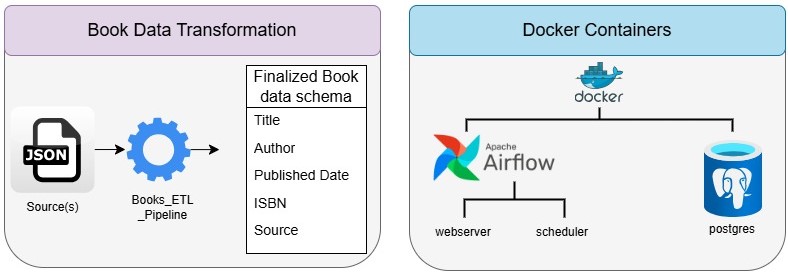 Book Data Transformation
JSON
Source(s)
Books_ETL
_Pipeline
Finalized Book
data schema
Title
Author
Published Date
ISBN
Source
Docker Containers
docker
Apache
Airflow
webserver
scheduler
postgres